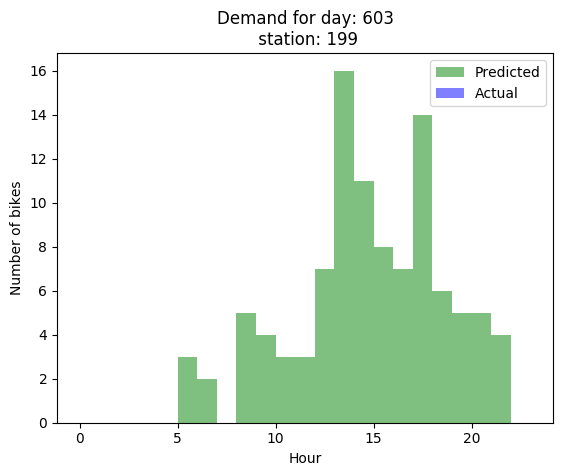 Demand for day: 603
station: 199
Predicted
Actual
Number of bikes
16
14
12
10
8
6
4
2
0
0 5 10 15 20
Hour